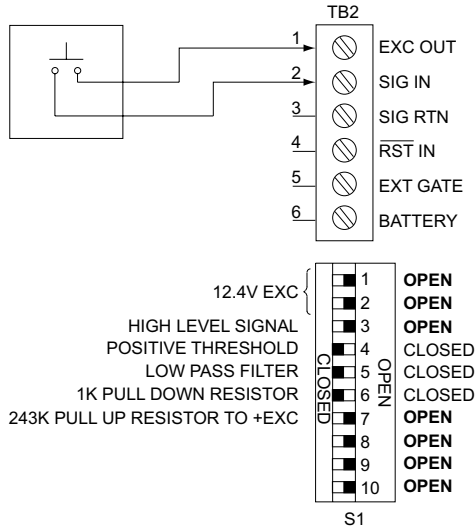 TB2
1 EXC OUT
2 SIG IN
3 SIG RTN
4 RST IN
5 EXT GATE
6 BATTERY
12.4V EXC
1 OPEN
2 OPEN
HIGH LEVEL SIGNAL 3 OPEN
POSITIVE THRESHOLD 4 CLOSED
LOW PASS FILTER 5 CLOSED
1K PULL DOWN RESISTOR 6 CLOSED
243K PULL UP RESISTOR TO +EXC 7 OPEN
8 OPEN
9 OPEN
10 OPEN
CLOSED
OPEN
S1